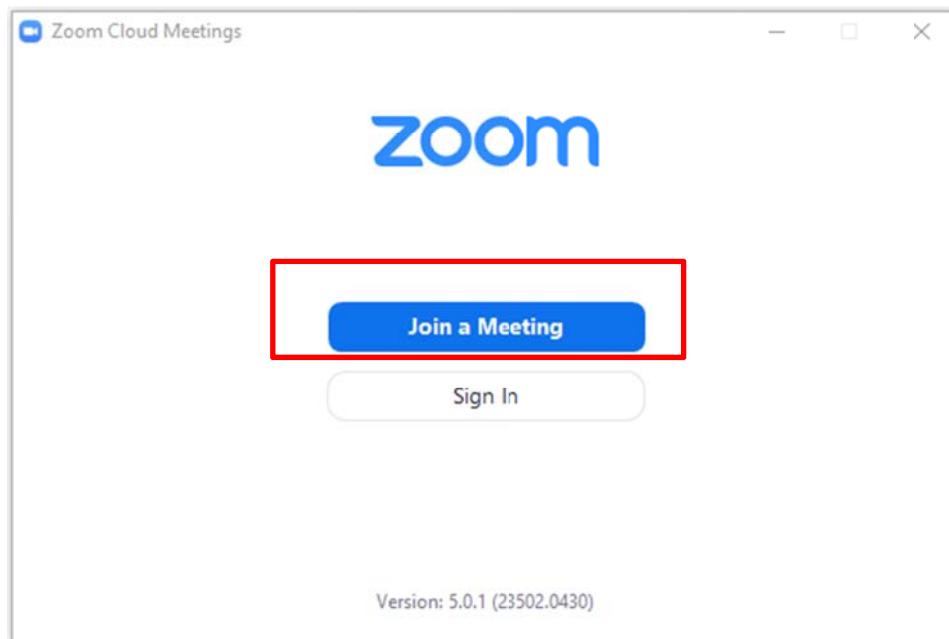 Zoom Cloud Meetings
zoom
Join a Meeting
Sign In
Version: 5.0.1 (23502.0430)